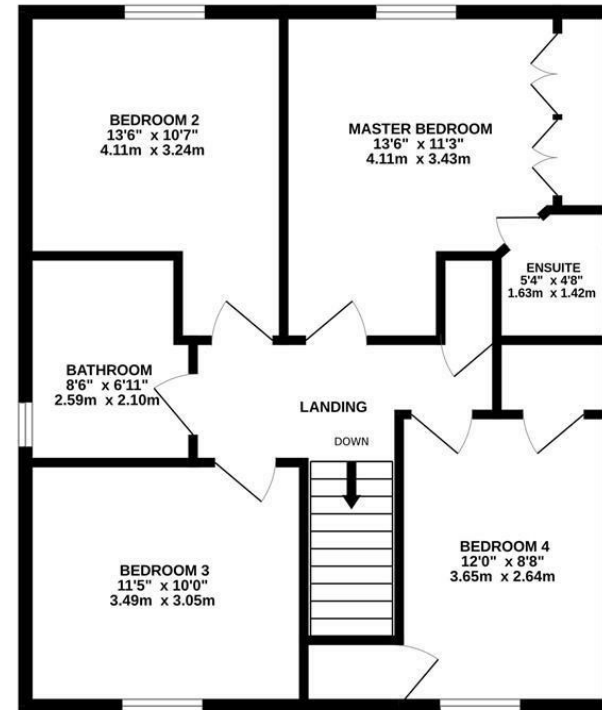 BEDROOM 2
13'6" x 10'7"
4.11m x 3.24m
MASTER BEDROOM
13'6" x 11'3"
4.11m x 3.43m
ENSUITE
5'4" x 4'8"
1.63m x 1.42m
BATHROOM
8'6" x 6'11"
2.59m x 2.10m
LANDING
DOWN
BEDROOM 3
11'5" x 10'0"
3.49m x 3.05m
BEDROOM 4
12'0" x 8'8"
3.65m x 2.64m